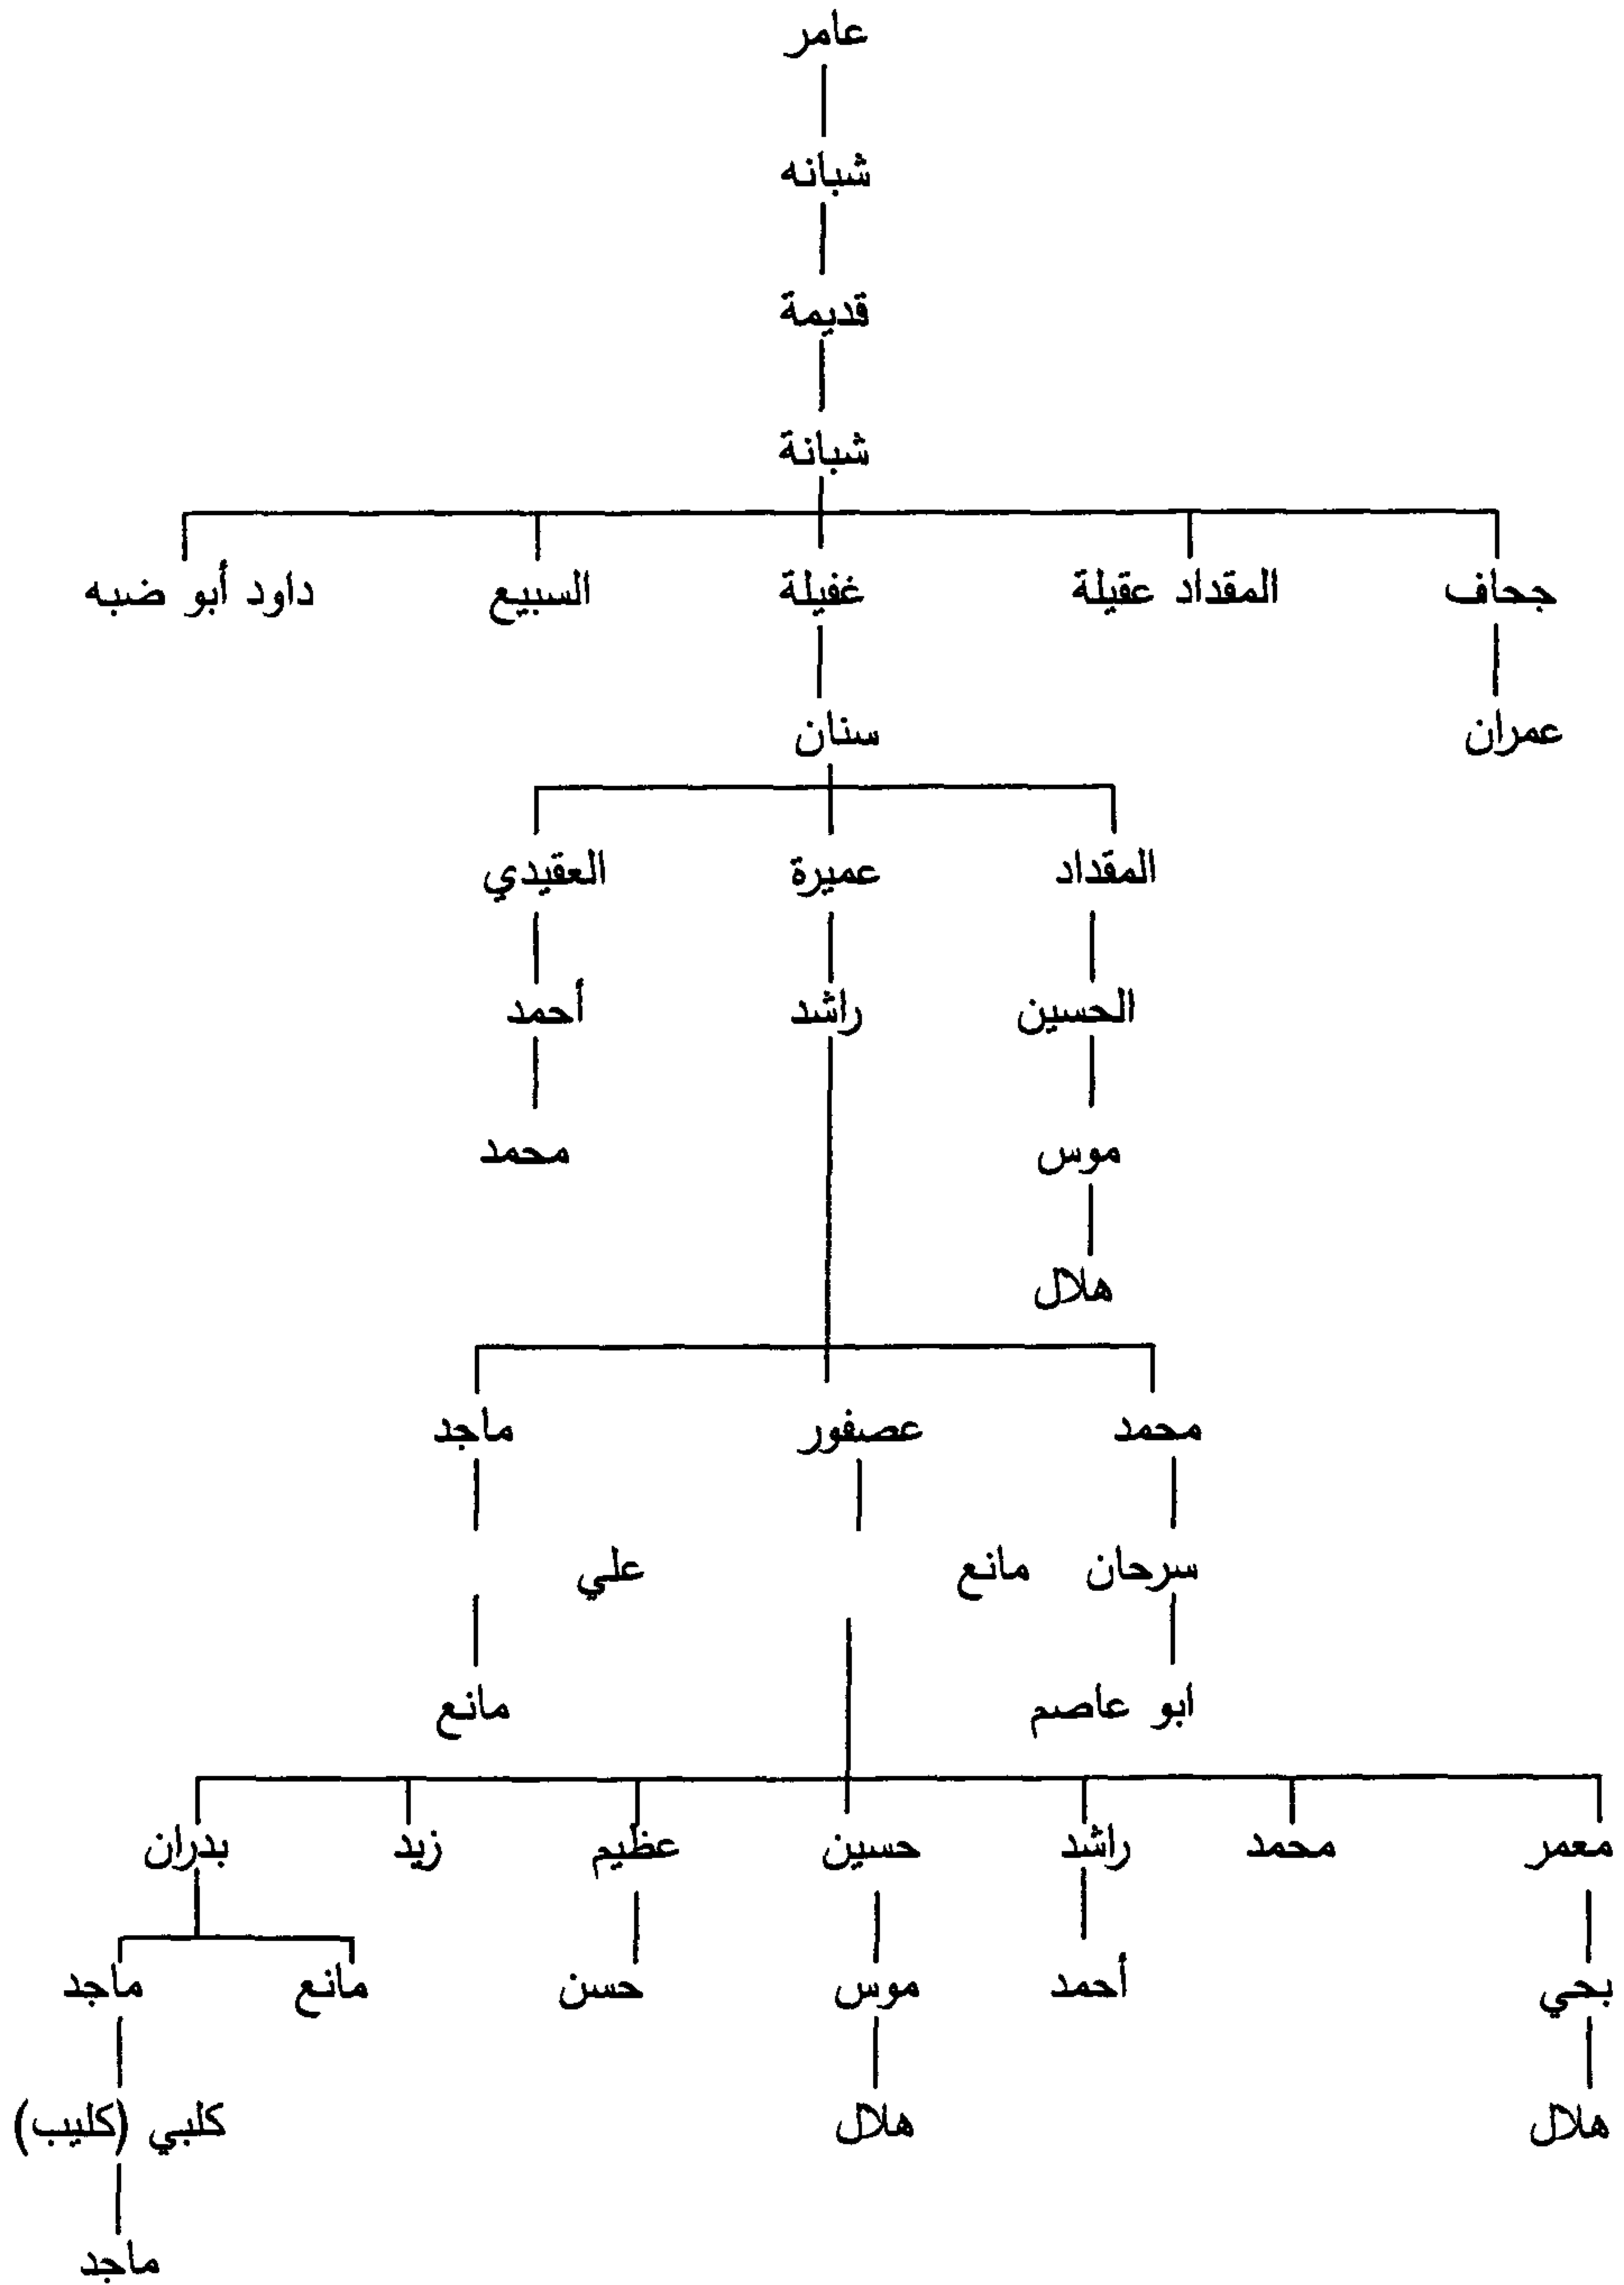 عامر
شبانه
قديمة
شبانة
جحاف المقداد عقيلة غفيلة السبيع داود أبو ضبه
سنان عمران
المقداد عميرة العقيدي
الحسين راشد أحمد
موس محمد
هلال
محمد عصفور ماجد
سرحان مانع علي
ابو عاصم مانع
معمر محمد راشد حسين عظيم زيد بدران
بحي أحمد موس حسن مانع ماجد
هلال هلال كلبي (كليب)
ماجد